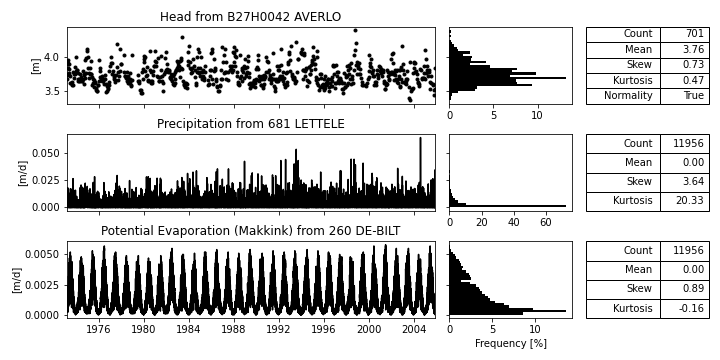 Head from B27H0042 AVERLO
[m]
4.0
3.5
0 5 10
Count 701
Mean 3.76
Skew 0.73
Kurtosis 0.47
Normality True
Precipitation from 681 LETTELE
[m/d]
0.050
0.025
0.000
0 20 40 60
Count 11956
Mean 0.00
Skew 3.64
Kurtosis 20.33
Potential Evaporation (Makkink) from 260 DE-BILT
[m/d]
0.0050
0.0025
0.0000
1976 1980 1984 1988 1992 1996 2000 2004
0 5 10
Frequency [%]
Count 11956
Mean 0.00
Skew 0.89
Kurtosis -0.16